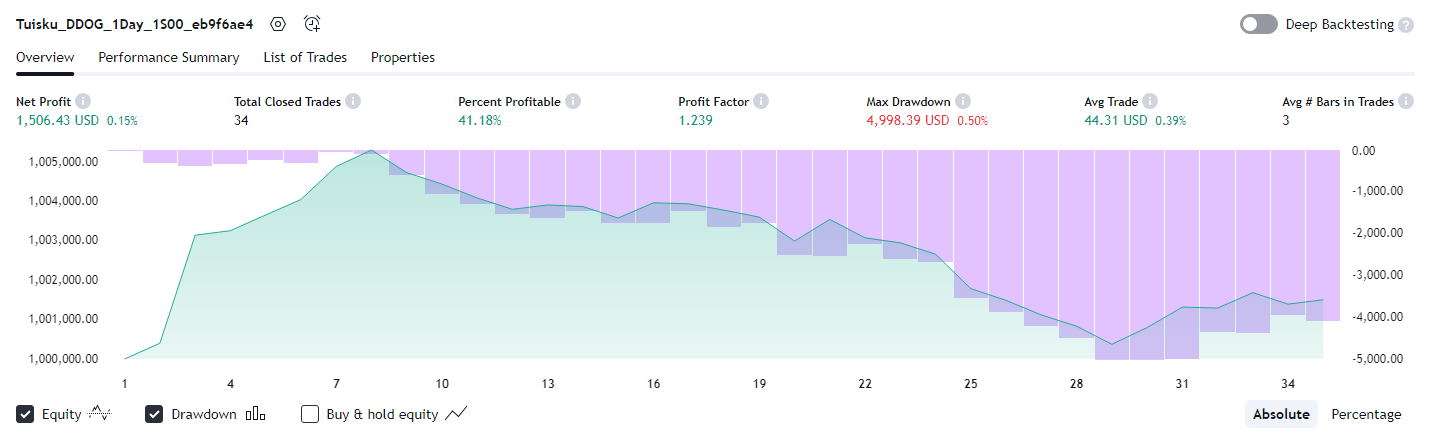 Tuisku_DDOG_1Day_1S00_eb9f6ae4 Deep Backtesting ?
Overview Performance Summary List of Trades Properties
Net Profit i Total Closed Trades i Percent Profitable i Profit Factor i Max Drawdown i Avg Trade i Avg # Bars in Trades i
1,506.43 USD 0.15% 34 41.18% 1.239 4,998.39 USD 0.50% 44.31 USD 0.39% 3
1,005,000.00 0.00
1,004,000.00 -1,000.00
1,003,000.00 -2,000.00
1,002,000.00 -3,000.00
1,001,000.00 -4,000.00
1,000,000.00 -5,000.00
1 4 7 10 13 16 19 22 25 28 31 34
Equity Drawdown Buy & hold equity Absolute Percentage